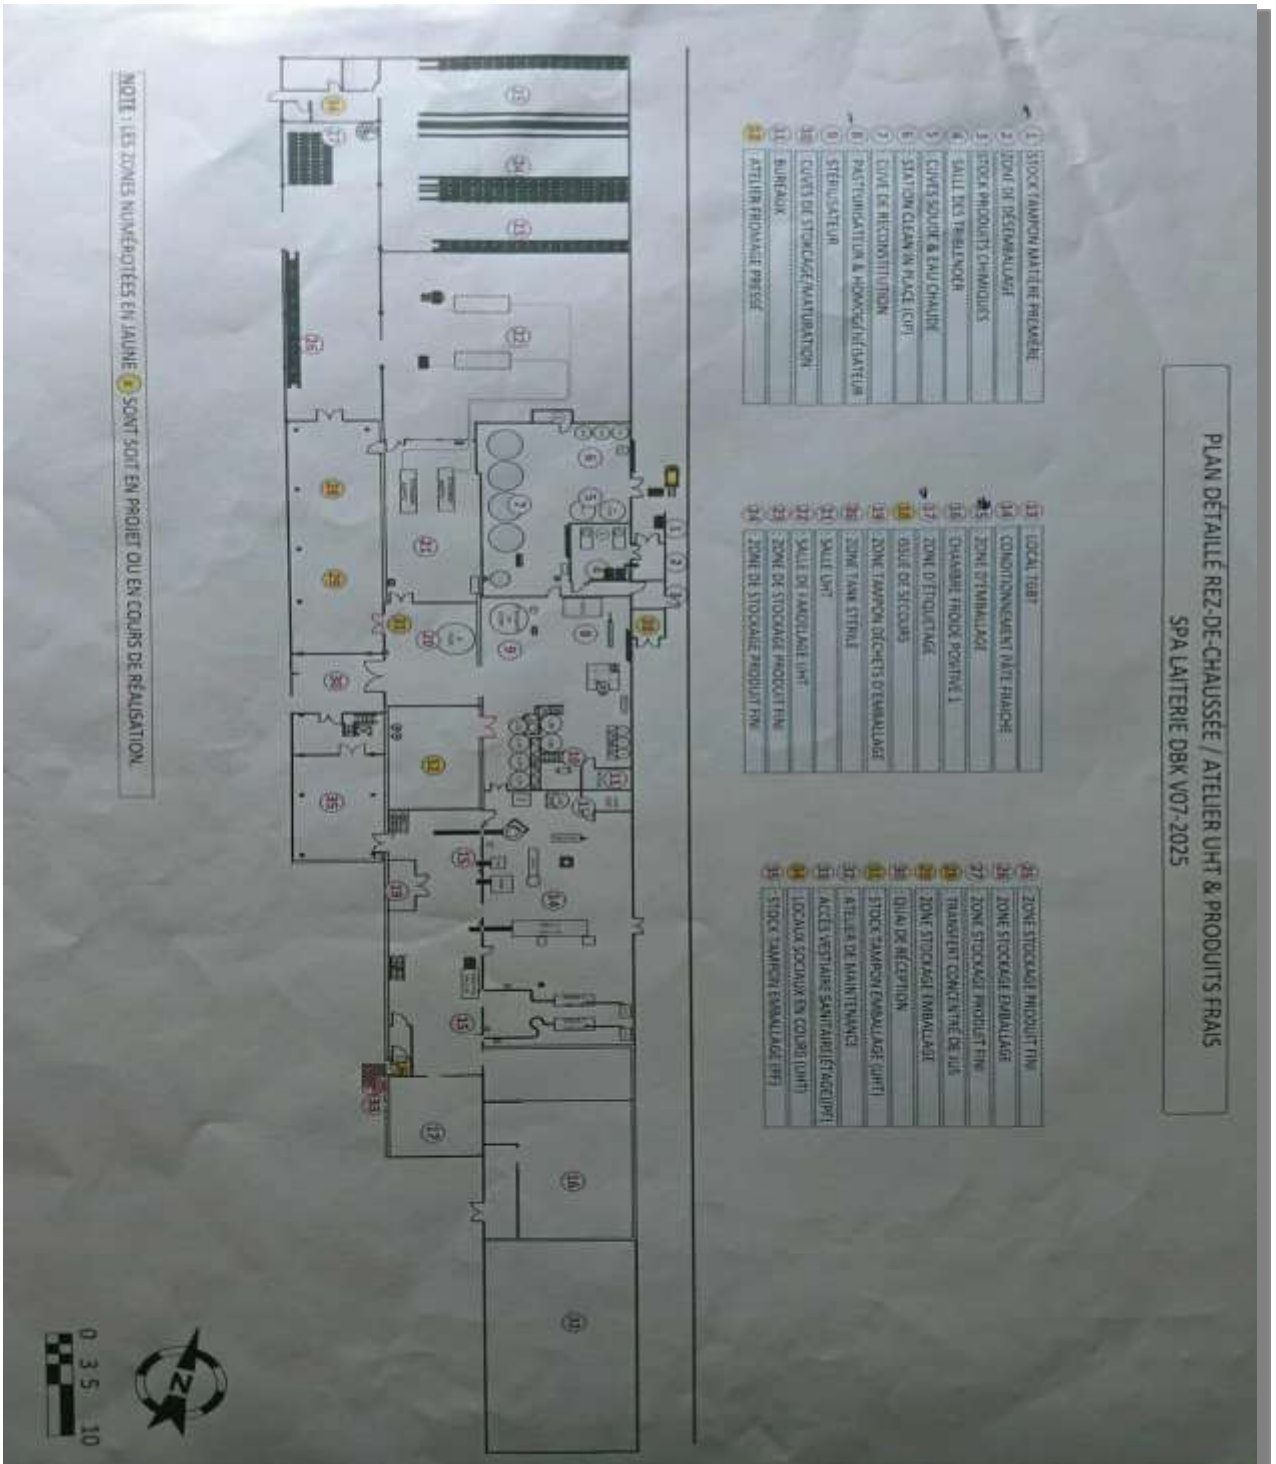 PLAN DÉTAILLÉ REZ-DE-CHAUSSÉE / ATELIER UHT & PRODUITS FRAIS
SPA LAITERIE DBK V07-2025
1 STOCK TAMPON MATIÈRE PREMIÈRE
2 ZONE DE DÉSEMBALLAGE
3 STOCK PRODUITS CHIMIQUES
4 SALLE DES TRIBLENDER
5 CUVES SOUDE & EAU CHAUDE
6 STATION CLEAN IN PLACE (CIP)
7 CUVE DE RECONSTITUTION
8 PASTEURISATEUR & HOMOGÉNÉISATEUR
9 STÉRILISATEUR
10 CUVES DE STOCKAGE/MATURATION
11 BUREAUX
12 ATELIER FROMAGE PRESSÉ
13 LOCAL TGBT
14 CONDITIONNEMENT PÂTE FRAICHE
15 ZONE D'EMBALLAGE
16 CHAMBRE FROIDE POSITIVE 1
17 ZONE D'ÉTIQUETAGE
18 ISSUE DE SECOURS
19 ZONE TAMPON DÉCHETS D'EMBALLAGE
20 ZONE TANK STÉRILE
21 SALLE UHT
22 SALLE DE FARDELAGE UHT
23 ZONE DE STOCKAGE PRODUIT FINI
24 ZONE DE STOCKAGE PRODUIT FINI
25 ZONE STOCKAGE PRODUIT FINI
26 ZONE STOCKAGE EMBALLAGE
27 ZONE STOCKAGE PRODUIT FINI
28 TRANSFERT CONCENTRÉ DE JUS
29 ZONE STOCKAGE EMBALLAGE
30 QUAI DE RÉCEPTION
31 STOCK TAMPON EMBALLAGE (UHT)
32 ATELIER DE MAINTENANCE
33 ACCÈS VESTIAIRE SANITAIRE(ÉTAGE)(PF)
34 LOCAUX SOCIAUX EN COURS (UHT)
35 STOCK TAMPON EMBALLAGE (PF)
NOTE : LES ZONES NUMÉROTÉES EN JAUNE # SONT SOIT EN PROJET OU EN COURS DE RÉALISATION.
N
0 3 5 10